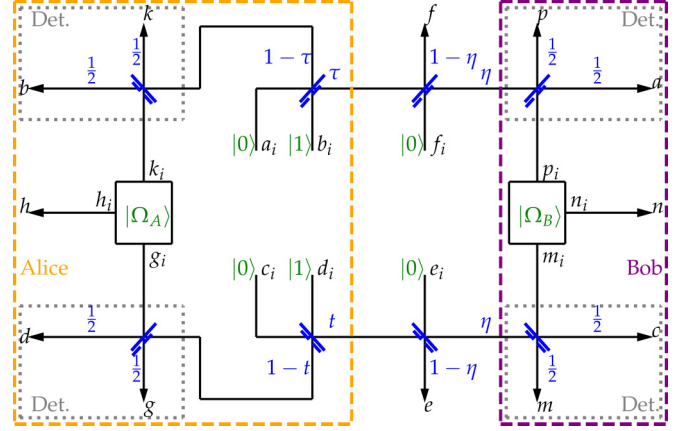 Det. k f p Det.
1/2 1 − τ τ 1 − η η 1/2
b 1/2 1/2 a
|0⟩ a_i |1⟩ b_i |0⟩ f_i
k_i p_i
h h_i |Ω_A⟩ |Ω_B⟩ n_i n
g_i m_i
Alice |0⟩ c_i |1⟩ d_i |0⟩ e_i Bob
1/2 t η 1/2
d c
1/2 1 − t 1 − η 1/2
Det. g e m Det.